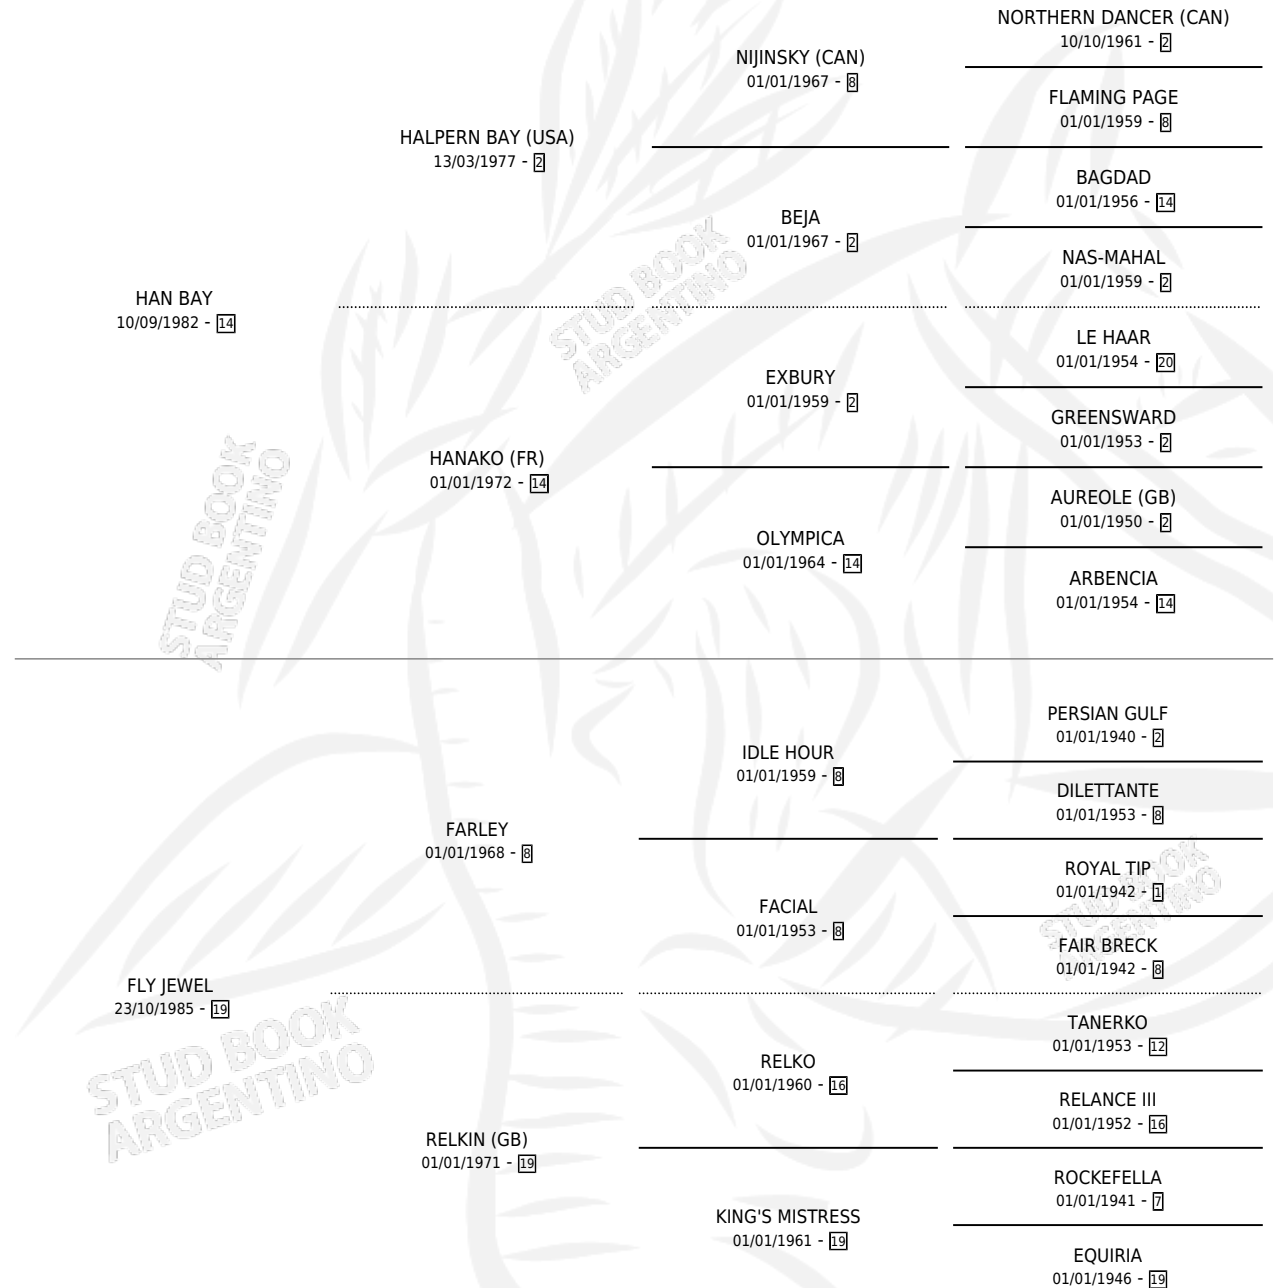 NORTHERN DANCER (CAN)
10/10/1961 - 2
NIJINSKY (CAN)
01/01/1967 - 8
FLAMING PAGE
01/01/1959 - 8
HALPERN BAY (USA)
13/03/1977 - 2
BAGDAD
01/01/1956 - 14
BEJA
01/01/1967 - 2
NAS-MAHAL
01/01/1959 - 2
HAN BAY
10/09/1982 - 14
LE HAAR
01/01/1954 - 20
EXBURY
01/01/1959 - 2
GREENSWARD
01/01/1953 - 2
HANAKO (FR)
01/01/1972 - 14
AUREOLE (GB)
01/01/1950 - 2
OLYMPICA
01/01/1964 - 14
ARBENCIA
01/01/1954 - 14
PERSIAN GULF
01/01/1940 - 2
IDLE HOUR
01/01/1959 - 8
DILETTANTE
01/01/1953 - 8
FARLEY
01/01/1968 - 8
ROYAL TIP
01/01/1942 - 1
FACIAL
01/01/1953 - 8
FAIR BRECK
01/01/1942 - 8
FLY JEWEL
23/10/1985 - 19
TANERKO
01/01/1953 - 12
RELKO
01/01/1960 - 16
RELANCE III
01/01/1952 - 16
RELKIN (GB)
01/01/1971 - 19
ROCKEFELLA
01/01/1941 - 7
KING'S MISTRESS
01/01/1961 - 19
EQUIRIA
01/01/1946 - 19
STUD BOOK
ARGENTINO
STUD BOOK
ARGENTINO
STUD BOOK
ARGENTINO
STUD BOOK
ARGENTINO